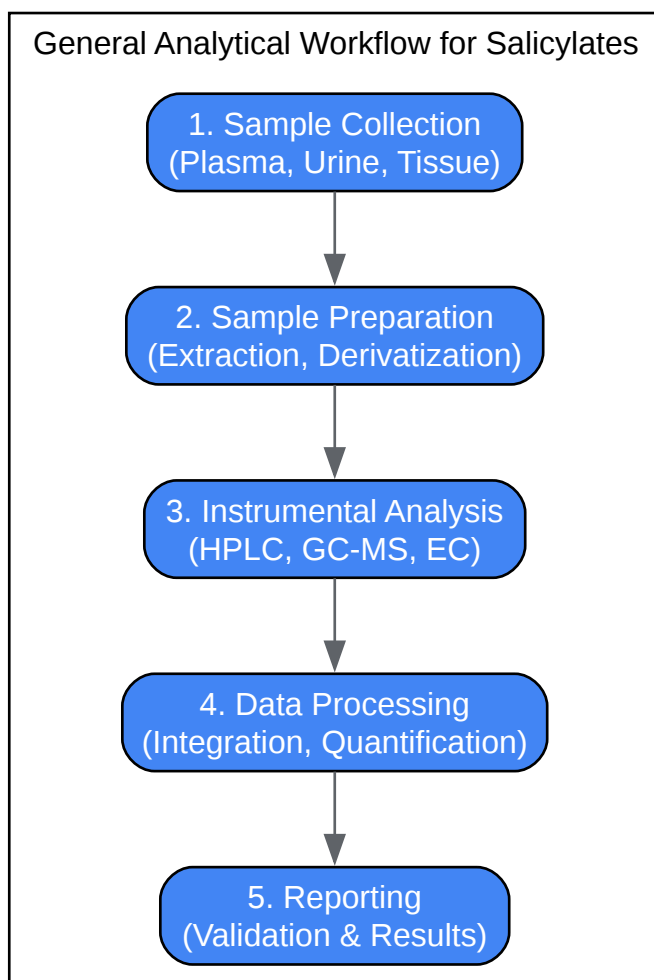 General Analytical Workflow for Salicylates
1. Sample Collection
(Plasma, Urine, Tissue)
2. Sample Preparation
(Extraction, Derivatization)
3. Instrumental Analysis
(HPLC, GC-MS, EC)
4. Data Processing
(Integration, Quantification)
5. Reporting
(Validation & Results)